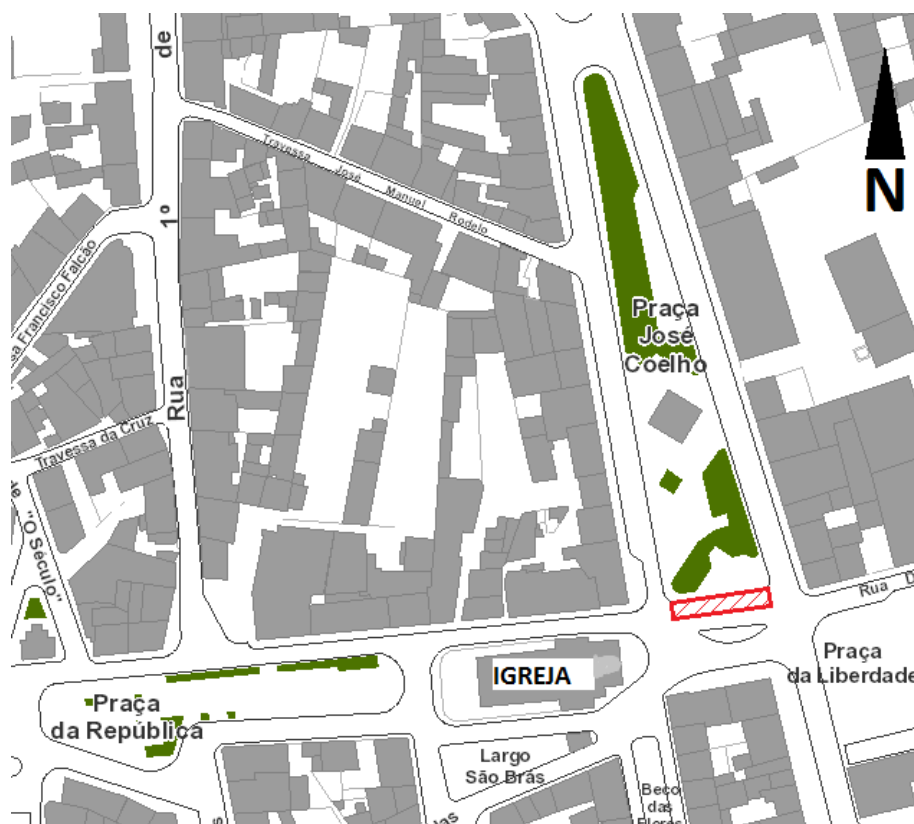 de
1º
Rua
Travessa José Manuel Rodelo
N
Francisco Falcão
Travessa da Cruz
"O Século"
Praça
José
Coelho
Rua
IGREJA
Praça
da República
Praça
da Liberdade
Largo
São Brás
Beco
das